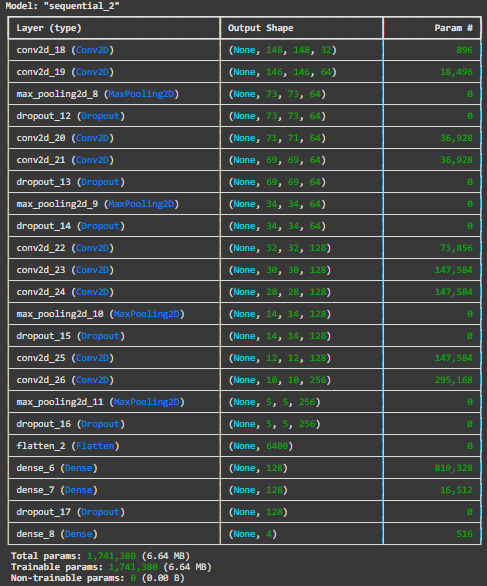 Model: "sequential_2"
Layer (type) Output Shape Param #
conv2d_18 (Conv2D) (None, 148, 148, 32) 896
conv2d_19 (Conv2D) (None, 146, 146, 64) 18,496
max_pooling2d_8 (MaxPooling2D) (None, 73, 73, 64) 0
dropout_12 (Dropout) (None, 73, 73, 64) 0
conv2d_20 (Conv2D) (None, 71, 71, 64) 36,928
conv2d_21 (Conv2D) (None, 69, 69, 64) 36,928
dropout_13 (Dropout) (None, 69, 69, 64) 0
max_pooling2d_9 (MaxPooling2D) (None, 34, 34, 64) 0
dropout_14 (Dropout) (None, 34, 34, 64) 0
conv2d_22 (Conv2D) (None, 32, 32, 128) 73,856
conv2d_23 (Conv2D) (None, 30, 30, 128) 147,584
conv2d_24 (Conv2D) (None, 28, 28, 128) 147,584
max_pooling2d_10 (MaxPooling2D) (None, 14, 14, 128) 0
dropout_15 (Dropout) (None, 14, 14, 128) 0
conv2d_25 (Conv2D) (None, 12, 12, 128) 147,584
conv2d_26 (Conv2D) (None, 10, 10, 256) 295,168
max_pooling2d_11 (MaxPooling2D) (None, 5, 5, 256) 0
dropout_16 (Dropout) (None, 5, 5, 256) 0
flatten_2 (Flatten) (None, 6400) 0
dense_6 (Dense) (None, 128) 819,328
dense_7 (Dense) (None, 128) 16,512
dropout_17 (Dropout) (None, 128) 0
dense_8 (Dense) (None, 4) 516
Total params: 1,741,380 (6.64 MB)
Trainable params: 1,741,380 (6.64 MB)
Non-trainable params: 0 (0.00 B)